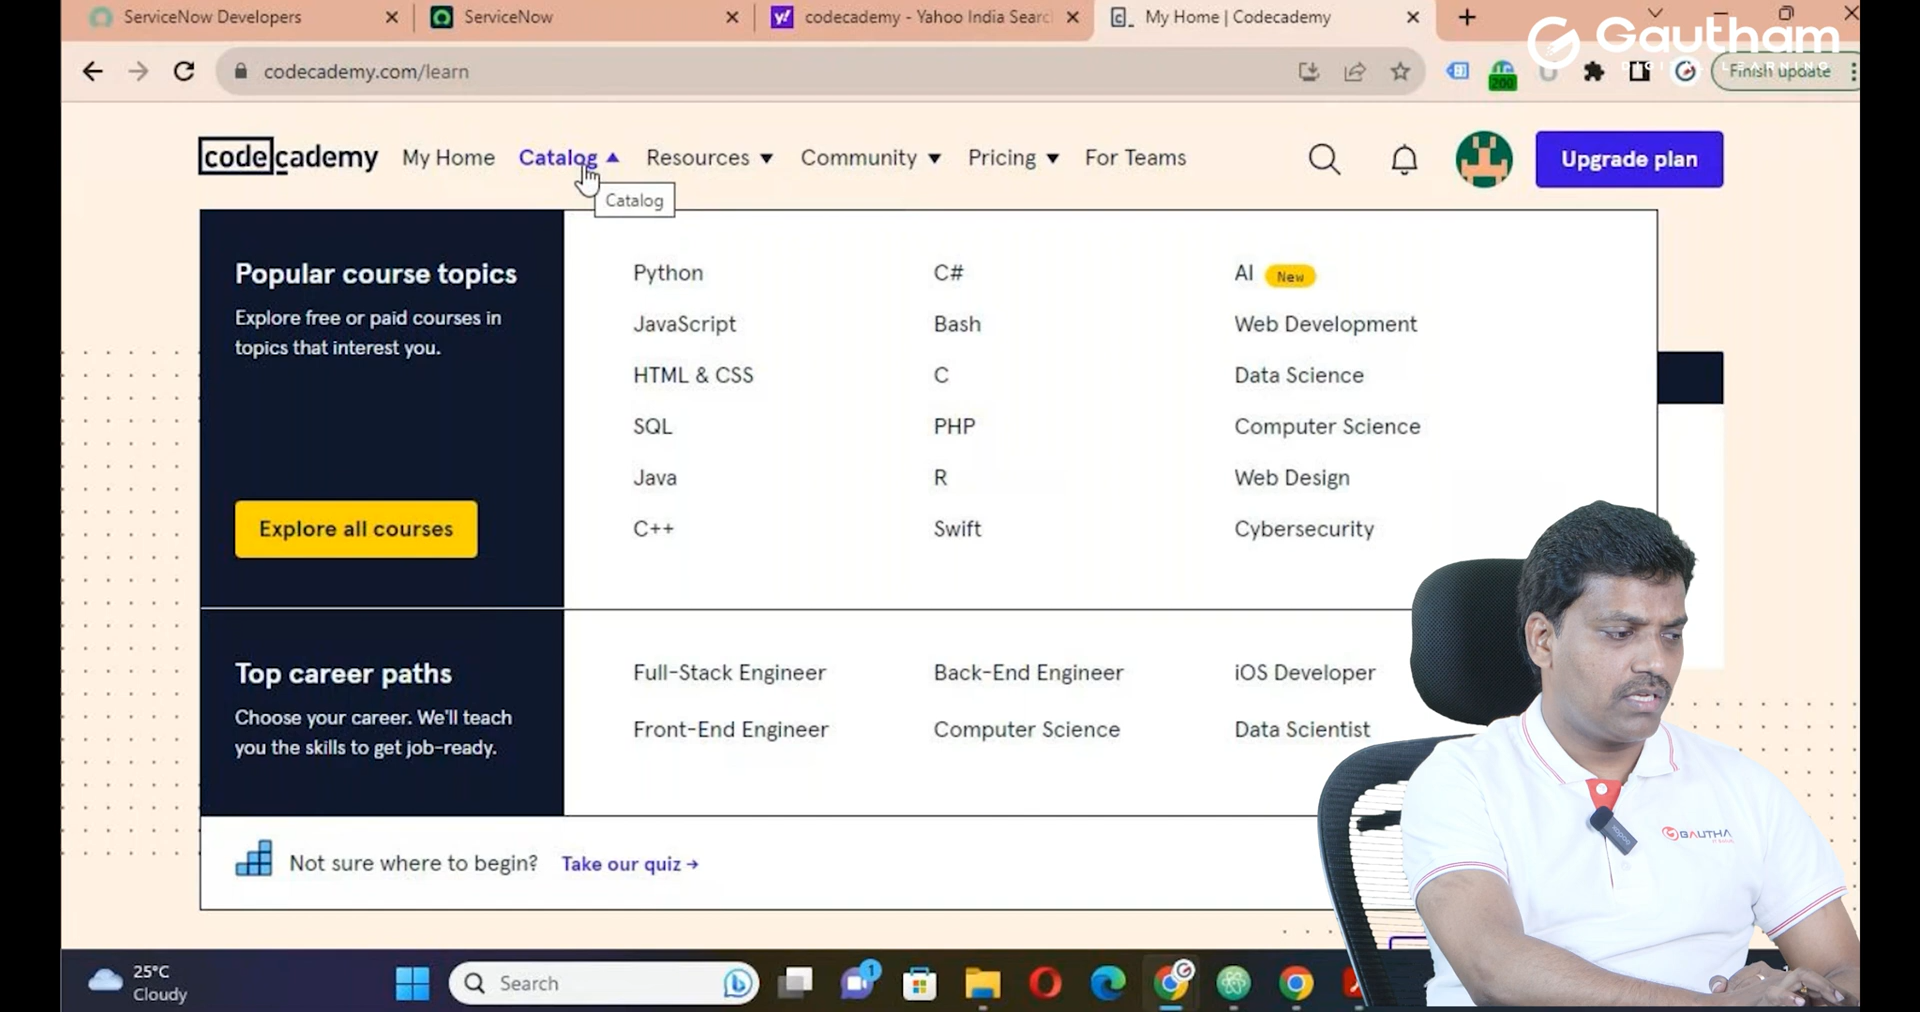 ServiceNow Developers
ServiceNow
codecademy - Yahoo India Searc
My Home | Codecademy
Gautham
DIGITAL LEARNING
codecademy.com/learn
200
Finish update
codecademy
My Home
Catalog
Resources
Community
Pricing
For Teams
Upgrade plan
Catalog
Popular course topics
Explore free or paid courses in
topics that interest you.
Explore all courses
Python
C#
AI New
JavaScript
Bash
Web Development
HTML & CSS
C
Data Science
SQL
PHP
Computer Science
Java
R
Web Design
C++
Swift
Cybersecurity
Top career paths
Choose your career. We'll teach
you the skills to get job-ready.
Full-Stack Engineer
Back-End Engineer
iOS Developer
Front-End Engineer
Computer Science
Data Scientist
Not sure where to begin? Take our quiz →
GAUTHA
25°C
Cloudy
Search
1